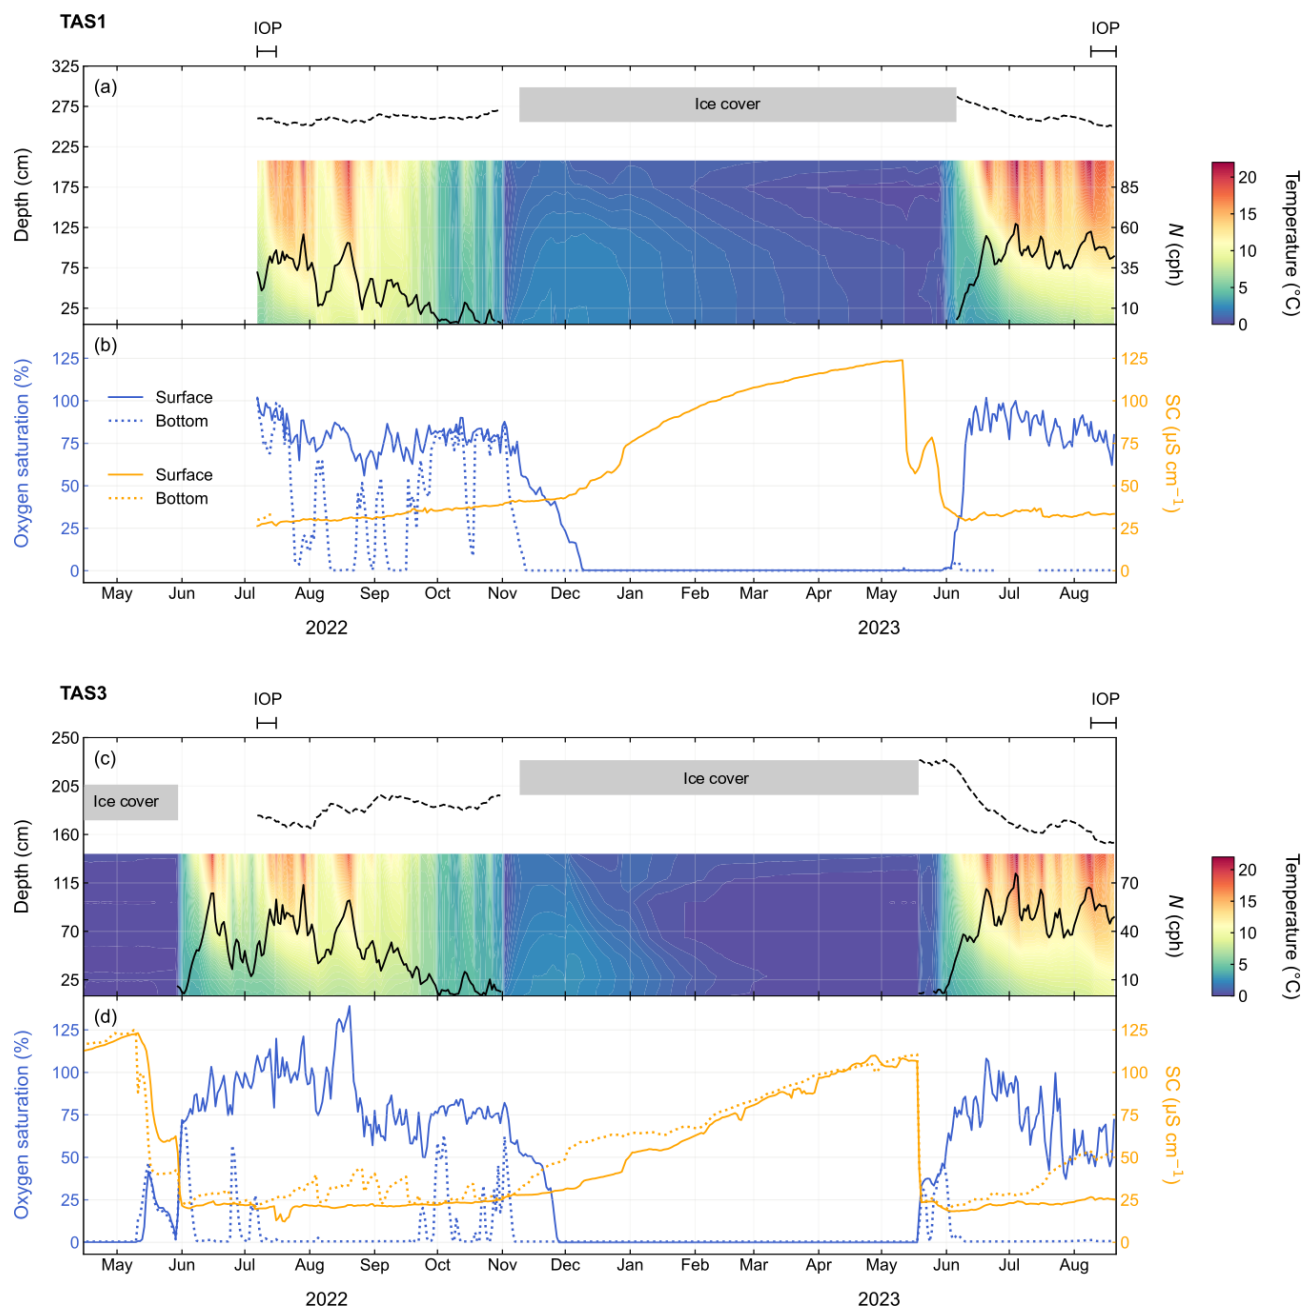 TAS1
IOP
IOP
(a)
Ice cover
325
275
225
175
125
75
25
Depth (cm)
85
60
35
10
N (cph)
20
15
10
5
0
Temperature (°C)
(b)
Surface
Bottom
Surface
Bottom
125
100
75
50
25
0
Oxygen saturation (%)
125
100
75
50
25
0
SC (µS cm−1)
May Jun Jul Aug Sep Oct Nov Dec Jan Feb Mar Apr May Jun Jul Aug
2022 2023
TAS3
IOP
IOP
(c)
Ice cover
Ice cover
250
205
160
115
70
25
Depth (cm)
70
40
10
N (cph)
20
15
10
5
0
Temperature (°C)
(d)
125
100
75
50
25
0
Oxygen saturation (%)
125
100
75
50
25
0
SC (µS cm−1)
May Jun Jul Aug Sep Oct Nov Dec Jan Feb Mar Apr May Jun Jul Aug
2022 2023